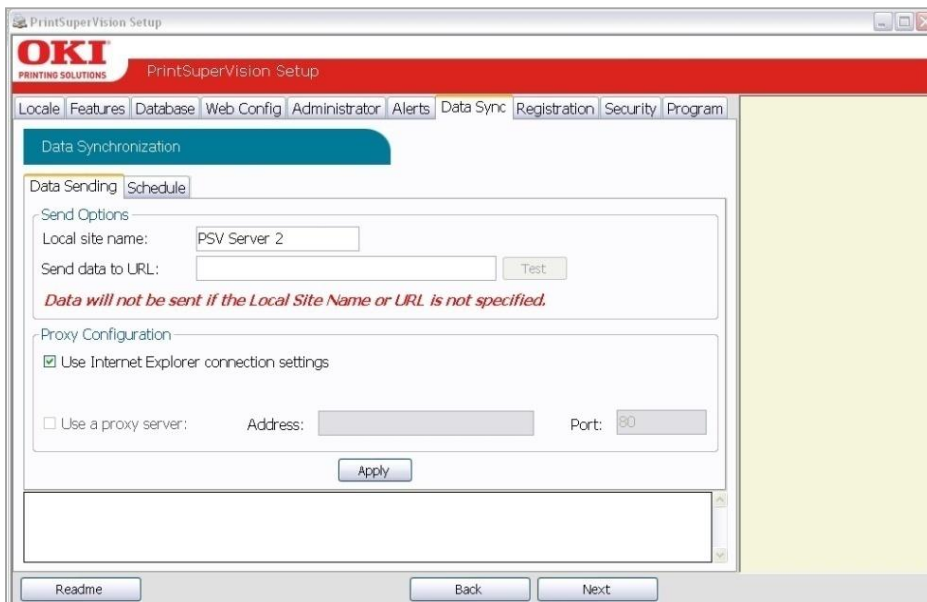 PrintSuperVision Setup
OKI
PRINTING SOLUTIONS
PrintSuperVision Setup
Locale Features Database Web Config Administrator Alerts Data Sync Registration Security Program
Data Synchronization
Data Sending Schedule
Send Options
Local site name: PSV Server 2
Send data to URL: Test
Data will not be sent if the Local Site Name or URL is not specified.
Proxy Configuration
Use Internet Explorer connection settings
Use a proxy server: Address: Port: 80
Apply
Readme Back Next